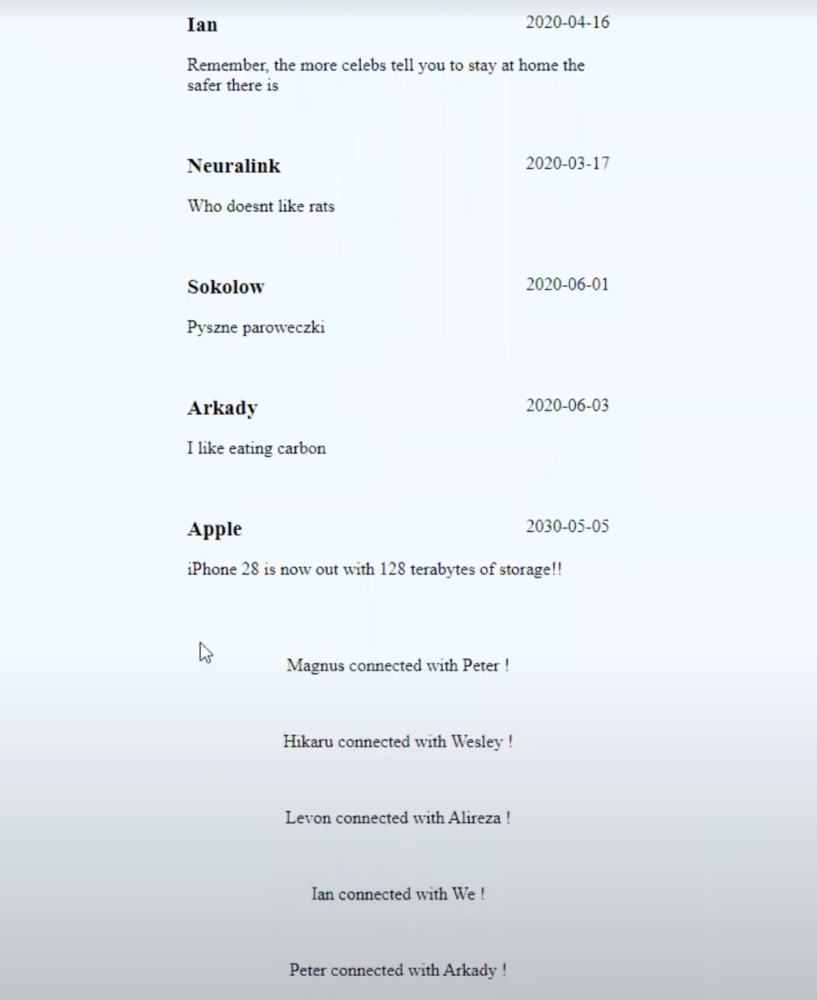 Ian
2020-04-16
Remember, the more celebs tell you to stay at home the
safer there is
Neuralink
2020-03-17
Who doesnt like rats
Sokolow
2020-06-01
Pyszne paroweczki
Arkady
2020-06-03
I like eating carbon
Apple
2030-05-05
iPhone 28 is now out with 128 terabytes of storage!!
Magnus connected with Peter !
Hikaru connected with Wesley !
Levon connected with Alireza !
Ian connected with We !
Peter connected with Arkady !